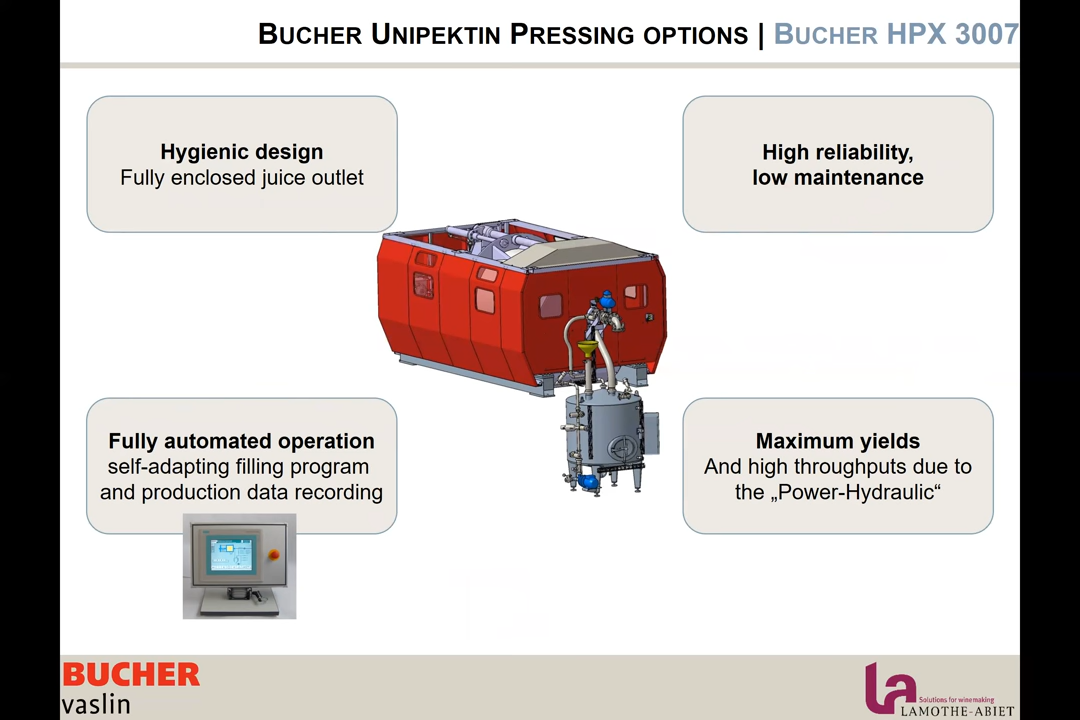 BUCHER UNIPEKTIN PRESSING OPTIONS | BUCHER HPX 3007
Hygienic design
Fully enclosed juice outlet
High reliability,
low maintenance
Fully automated operation
self-adapting filling program
and production data recording
Maximum yields
And high throughputs due to
the „Power-Hydraulic“
BUCHER
vaslin
la
Solutions for winemaking
LAMOTHE-ABIET